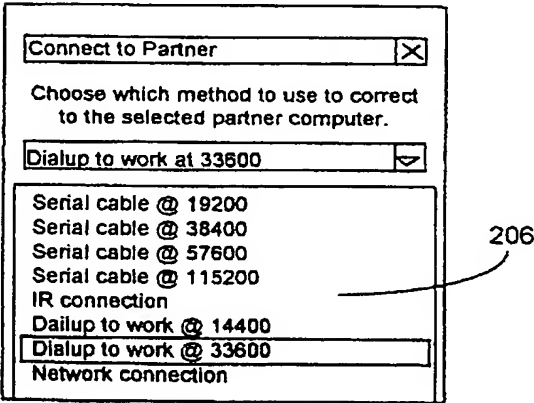 Connect to Partner
Choose which method to use to correct
to the selected partner computer.
Dialup to work at 33600
Serial cable @ 19200
Serial cable @ 38400
Serial cable @ 57600
Serial cable @ 115200
IR connection
Dailup to work @ 14400
Dialup to work @ 33600
Network connection
206